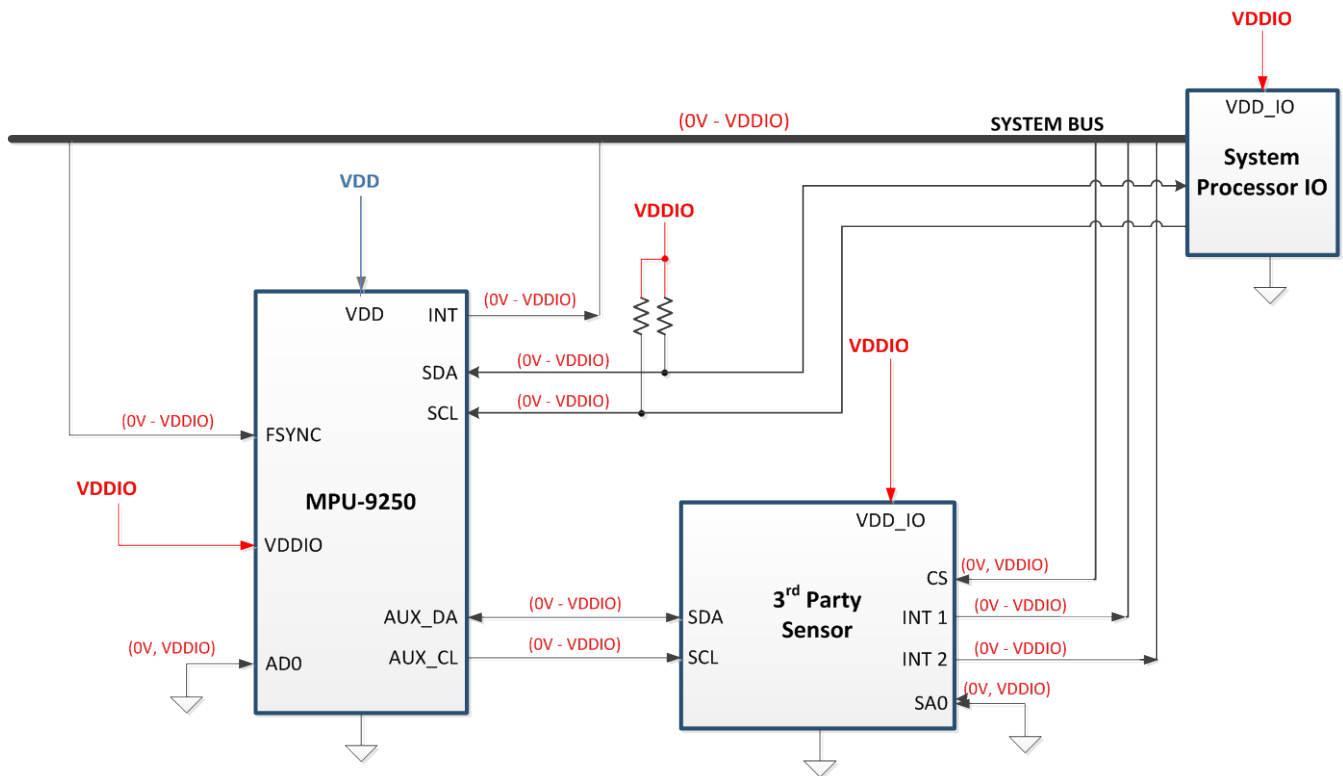 VDDIO
VDD_IO
System
Processor IO
(0V - VDDIO)
SYSTEM BUS
VDD
VDDIO
VDD
INT
(0V - VDDIO)
SDA
(0V - VDDIO)
SCL
(0V - VDDIO)
(0V - VDDIO)
FSYNC
VDDIO
VDDIO
MPU-9250
AUX_DA
(0V - VDDIO)
AUX_CL
(0V - VDDIO)
(0V, VDDIO)
AD0
VDDIO
VDD_IO
3rd Party
Sensor
SDA
SCL
CS
(0V, VDDIO)
INT 1
(0V - VDDIO)
INT 2
(0V - VDDIO)
SA0
(0V, VDDIO)